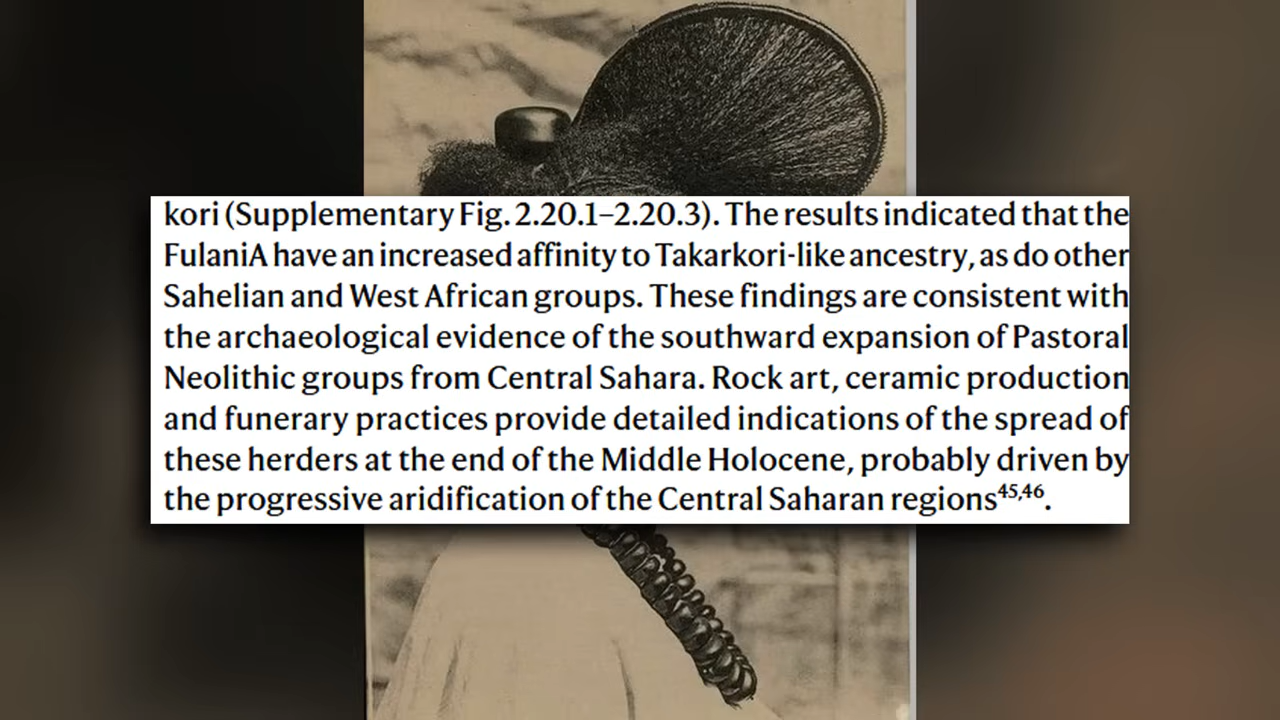 kori (Supplementary Fig. 2.20.1–2.20.3). The results indicated that the
FulaniA have an increased affinity to Takarkori-like ancestry, as do other
Sahelian and West African groups. These findings are consistent with
the archaeological evidence of the southward expansion of Pastoral
Neolithic groups from Central Sahara. Rock art, ceramic production
and funerary practices provide detailed indications of the spread of
these herders at the end of the Middle Holocene, probably driven by
the progressive aridification of the Central Saharan regions⁴⁵,⁴⁶.